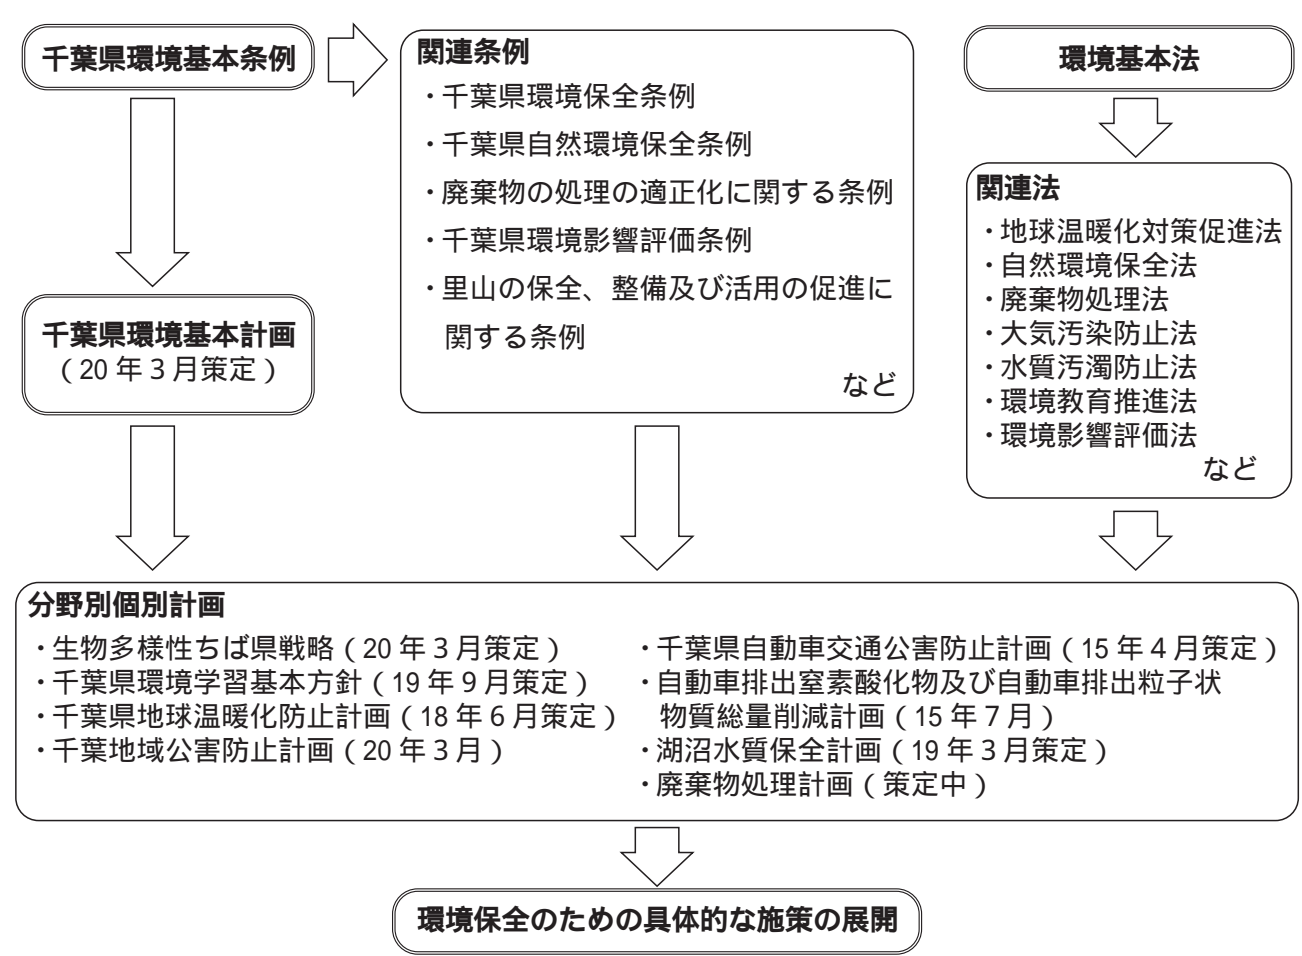 千葉県環境基本条例
関連条例
・千葉県環境保全条例
・千葉県自然環境保全条例
・廃棄物の処理の適正化に関する条例
・千葉県環境影響評価条例
・里山の保全、整備及び活用の促進に
関する条例
など
環境基本法
関連法
・地球温暖化対策促進法
・自然環境保全法
・廃棄物処理法
・大気汚染防止法
・水質汚濁防止法
・環境教育推進法
・環境影響評価法
など
千葉県環境基本計画
（20 年３月策定）
分野別個別計画
・生物多様性ちば県戦略（20 年３月策定）
・千葉県環境学習基本方針（19 年９月策定）
・千葉県地球温暖化防止計画（18 年６月策定）
・千葉地域公害防止計画（20 年３月）
・千葉県自動車交通公害防止計画（15 年４月策定）
・自動車排出窒素酸化物及び自動車排出粒子状
物質総量削減計画（15 年７月）
・湖沼水質保全計画（19 年３月策定）
・廃棄物処理計画（策定中）
環境保全のための具体的な施策の展開